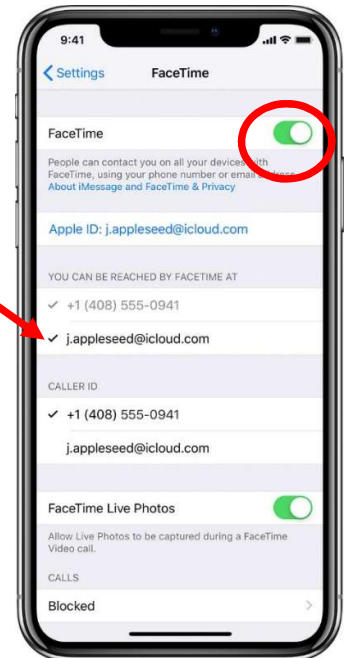 9:41
Settings FaceTime
FaceTime
People can contact you on all your devices with
FaceTime, using your phone number or email address.
About iMessage and FaceTime & Privacy
Apple ID: j.appleseed@icloud.com
YOU CAN BE REACHED BY FACETIME AT
+1 (408) 555-0941
j.appleseed@icloud.com
CALLER ID
+1 (408) 555-0941
j.appleseed@icloud.com
FaceTime Live Photos
Allow Live Photos to be captured during a FaceTime
Video call.
CALLS
Blocked